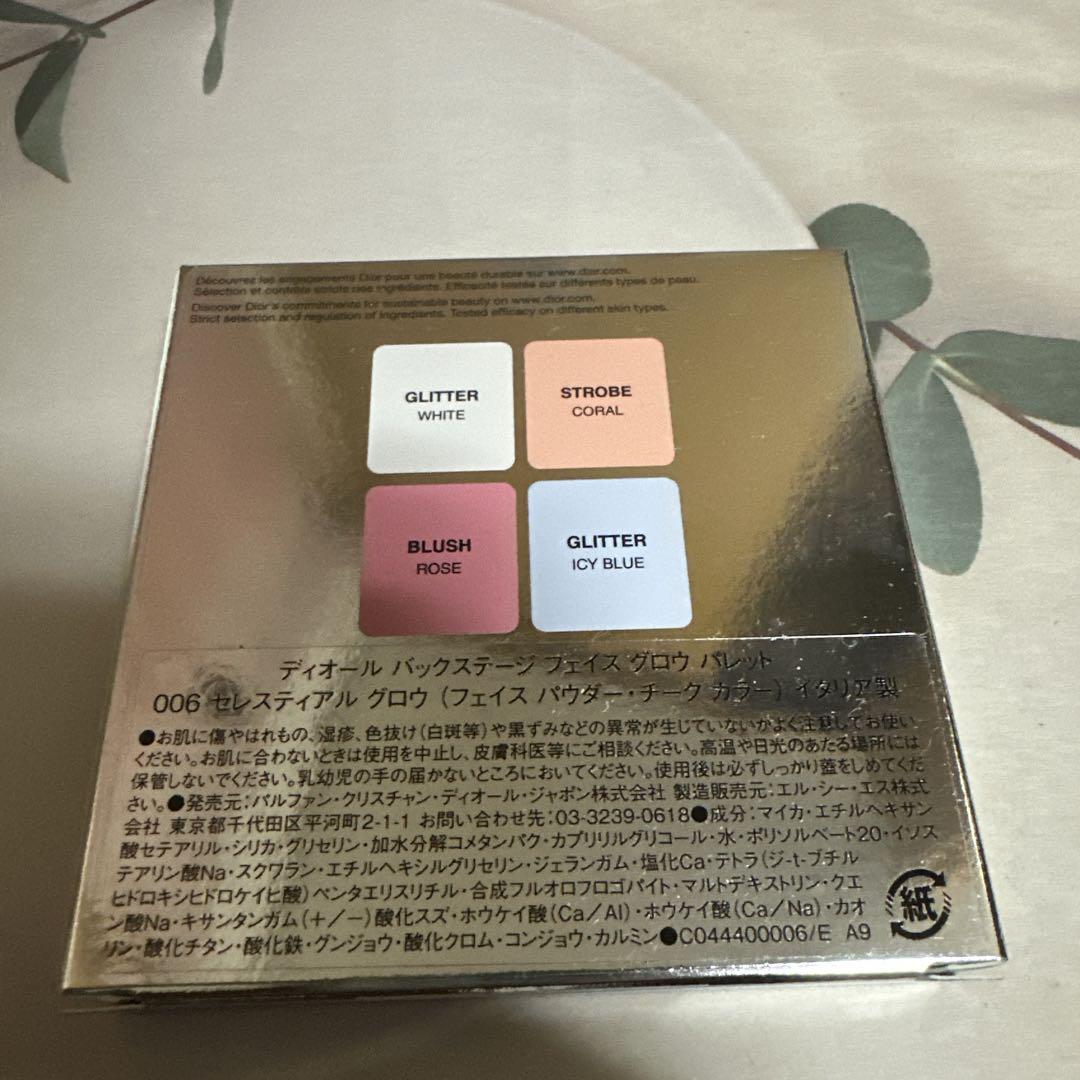 Découvrez les engagements Dior pour une beauté durable sur www.dior.com.
Sélection et contrôle stricts des ingrédients. Efficacité testée sur différents types de peau.
Discover Dior's commitments for sustainable beauty on www.dior.com.
Strict selection and regulation of ingredients. Tested efficacy on different skin types.
GLITTER
WHITE
STROBE
CORAL
BLUSH
ROSE
GLITTER
ICY BLUE
ディオール バックステージ フェイス グロウ パレット
006 セレスティアル グロウ (フェイス パウダー・チーク カラー) イタリア製
●お肌に傷やはれもの、湿疹、色抜け(白斑等)や黒ずみなどの異常が生じていないかよく注意してお使い
ください。お肌に合わないときは使用を中止し、皮膚科医等にご相談ください。高温や日光のあたる場所には
保管しないでください。乳幼児の手の届かないところにおいてください。使用後は必ずしっかり蓋をしめてくだ
さい。●発売元:パルファン・クリスチャン・ディオール・ジャポン株式会社 製造販売元:エル・シー・エス株式
会社 東京都千代田区平河町2-1-1 お問い合わせ先:03-3239-0618●成分:マイカ・エチルヘキサン
酸セテアリル・シリカ・グリセリン・加水分解コメタンパク・カプリリルグリコール・水・ポリソルベート20・イソス
テアリン酸Na・スクワラン・エチルヘキシルグリセリン・ジェランガム・塩化Ca・テトラ(ジ-t-ブチル
ヒドロキシヒドロケイヒ酸)ペンタエリスリチル・合成フルオロフロゴパイト・マルトデキストリン・クエ
ン酸Na・キサンタンガム(+/-)酸化スズ・ホウケイ酸(Ca/Al)・ホウケイ酸(Ca/Na)・カオ
リン・酸化チタン・酸化鉄・グンジョウ・酸化クロム・コンジョウ・カルミン●C044400006/E A9
紙